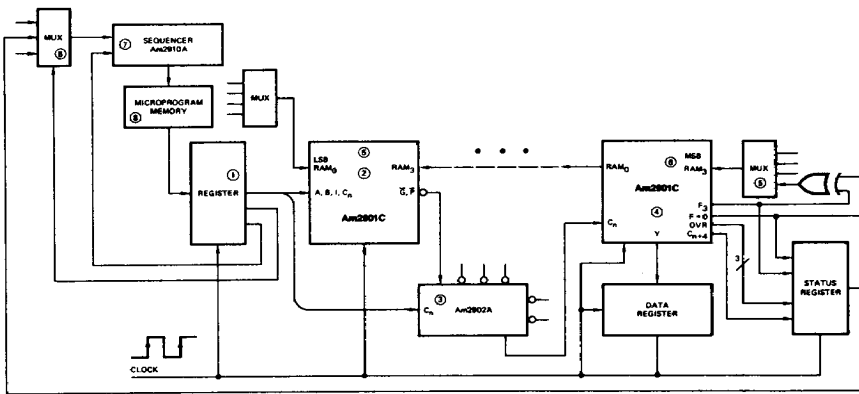 MUX
6
7
SEQUENCER
Am2910A
MICROPROGRAM
MEMORY
8
MUX
1
REGISTER
5
LSB
RAM0
2
RAM3
A, B, I, Cn
G, P
Am2901C
• • •
RAM0
6
MSB
RAM3
Am2901C
Cn
4
F3
F = 0
OVR
Cn+4
Y
MUX
5
3
Cn
Am2902A
3
DATA
REGISTER
STATUS
REGISTER
CLOCK